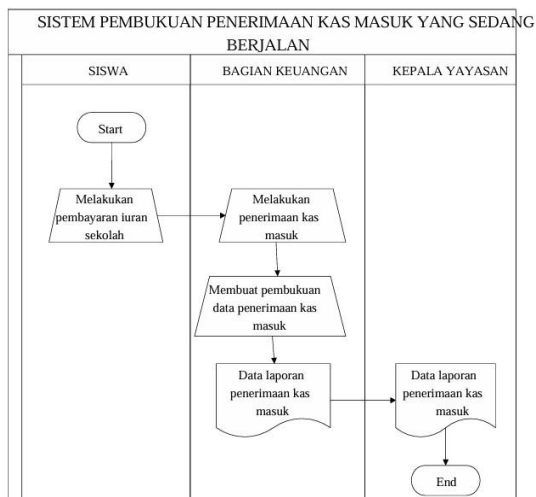 SISTEM PEMBUKUAN PENERIMAAN KAS MASUK YANG SEDANG
BERJALAN
SISWA
BAGIAN KEUANGAN
KEPALA YAYASAN
Start
Melakukan
pembayaran iuran
sekolah
Melakukan
penerimaan kas
masuk
Membuat pembukuan
data penerimaan kas
masuk
Data laporan
penerimaan kas
masuk
Data laporan
penerimaan kas
masuk
End